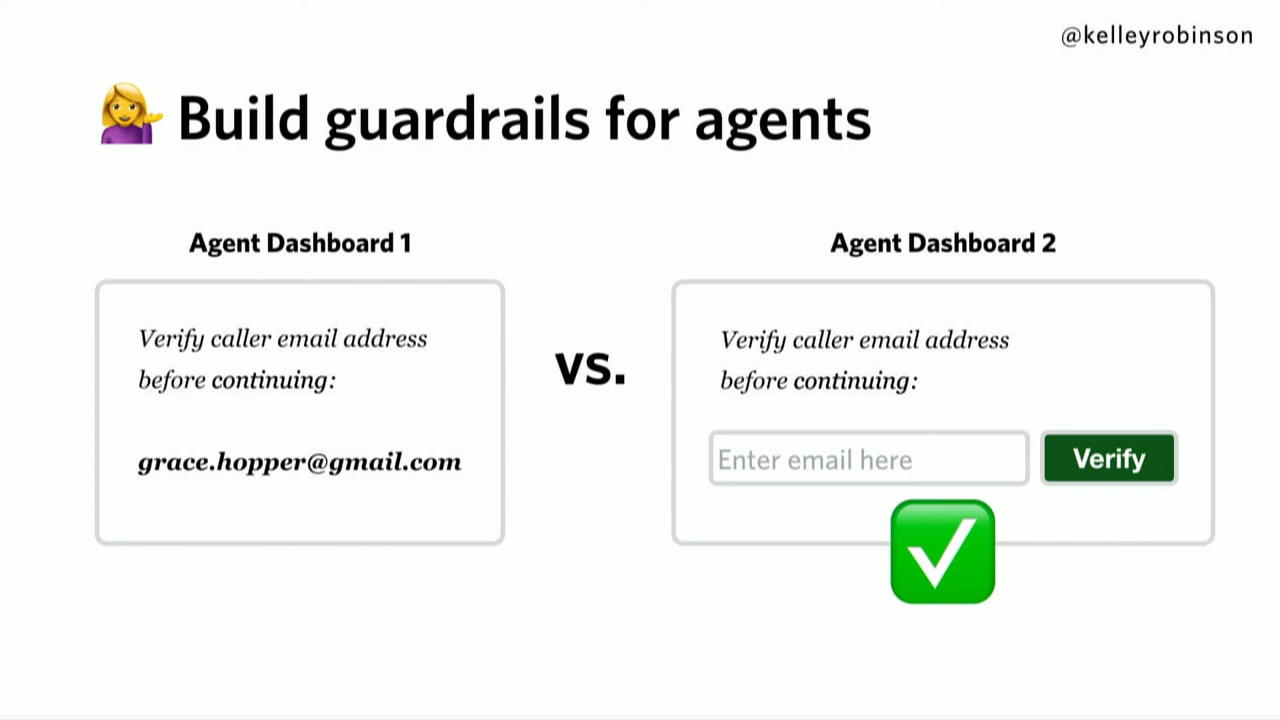 @kelleyrobinson
Build guardrails for agents
Agent Dashboard 1
Verify caller email address
before continuing:
grace.hopper@gmail.com
vs.
Agent Dashboard 2
Verify caller email address
before continuing:
Enter email here
Verify